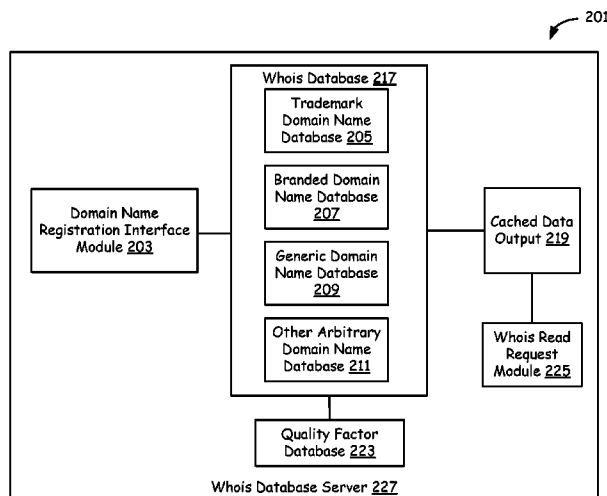 201
Whois Database 217
Trademark
Domain Name
Database 205
Branded Domain
Name Database
207
Domain Name
Registration Interface
Module 203
Generic Domain
Name Database
209
Cached Data
Output 219
Other Arbitrary
Domain Name
Database 211
Whois Read
Request
Module 225
Quality Factor
Database 223
Whois Database Server 227